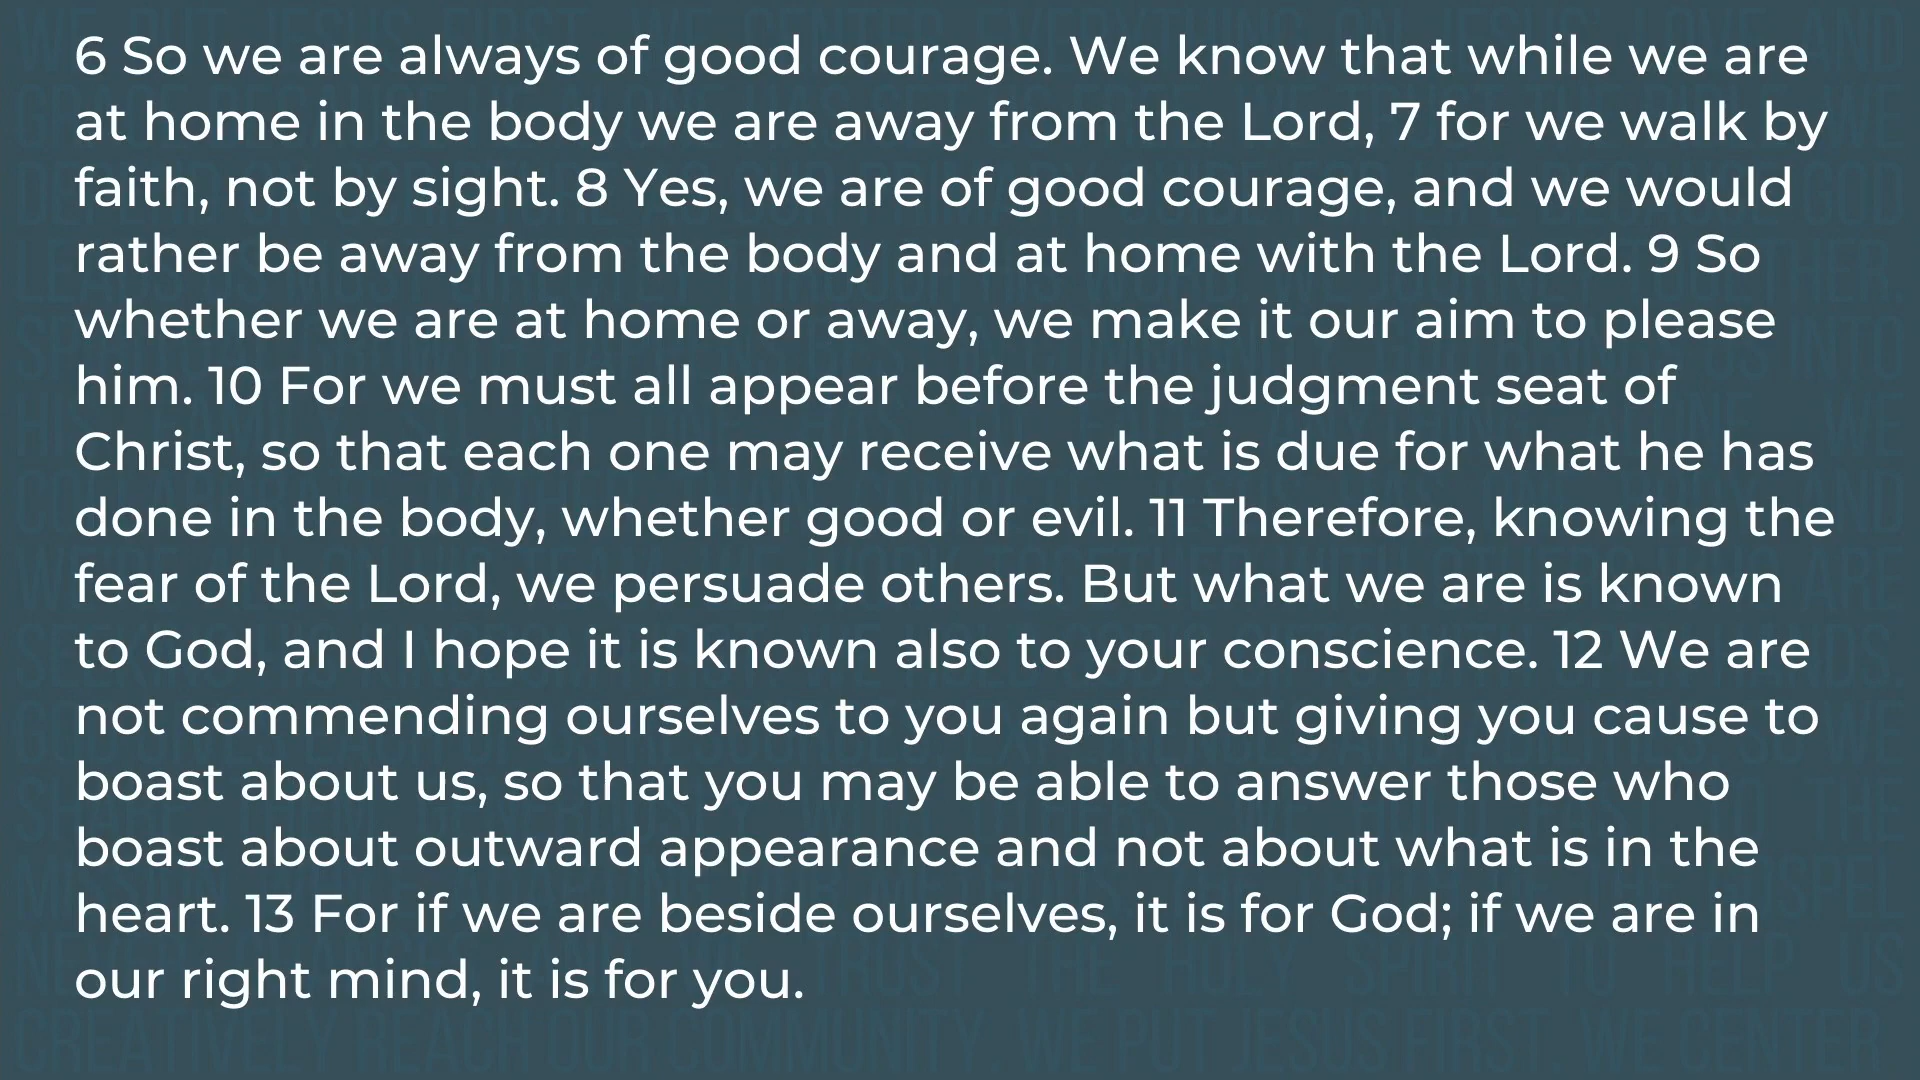 6 So we are always of good courage. We know that while we are
at home in the body we are away from the Lord, 7 for we walk by
faith, not by sight. 8 Yes, we are of good courage, and we would
rather be away from the body and at home with the Lord. 9 So
whether we are at home or away, we make it our aim to please
him. 10 For we must all appear before the judgment seat of
Christ, so that each one may receive what is due for what he has
done in the body, whether good or evil. 11 Therefore, knowing the
fear of the Lord, we persuade others. But what we are is known
to God, and I hope it is known also to your conscience. 12 We are
not commending ourselves to you again but giving you cause to
boast about us, so that you may be able to answer those who
boast about outward appearance and not about what is in the
heart. 13 For if we are beside ourselves, it is for God; if we are in
our right mind, it is for you.
CREATIVELY REACH OUR COMMUNITY. WE PUT JESUS FIRST. WE CENTER